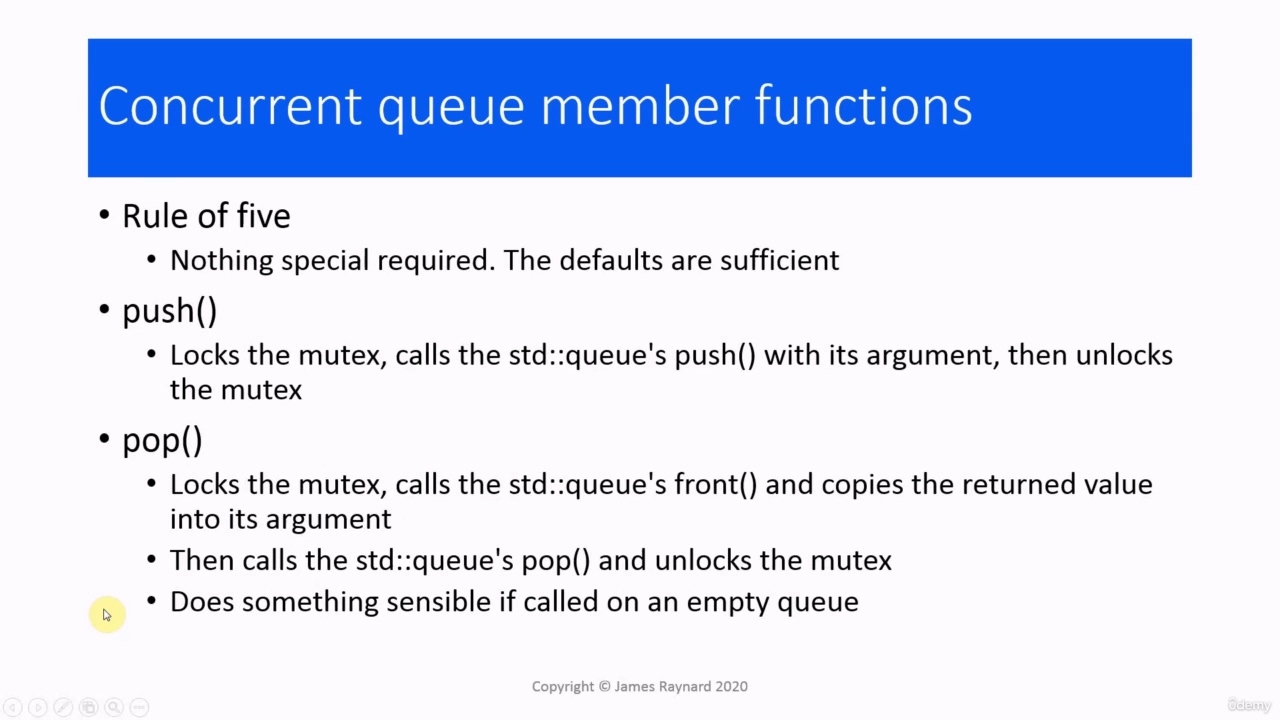 Concurrent queue member functions
• Rule of five
• Nothing special required. The defaults are sufficient
• push()
• Locks the mutex, calls the std::queue's push() with its argument, then unlocks
the mutex
• pop()
• Locks the mutex, calls the std::queue's front() and copies the returned value
into its argument
• Then calls the std::queue's pop() and unlocks the mutex
• Does something sensible if called on an empty queue
Copyright © James Raynard 2020
ûdemy